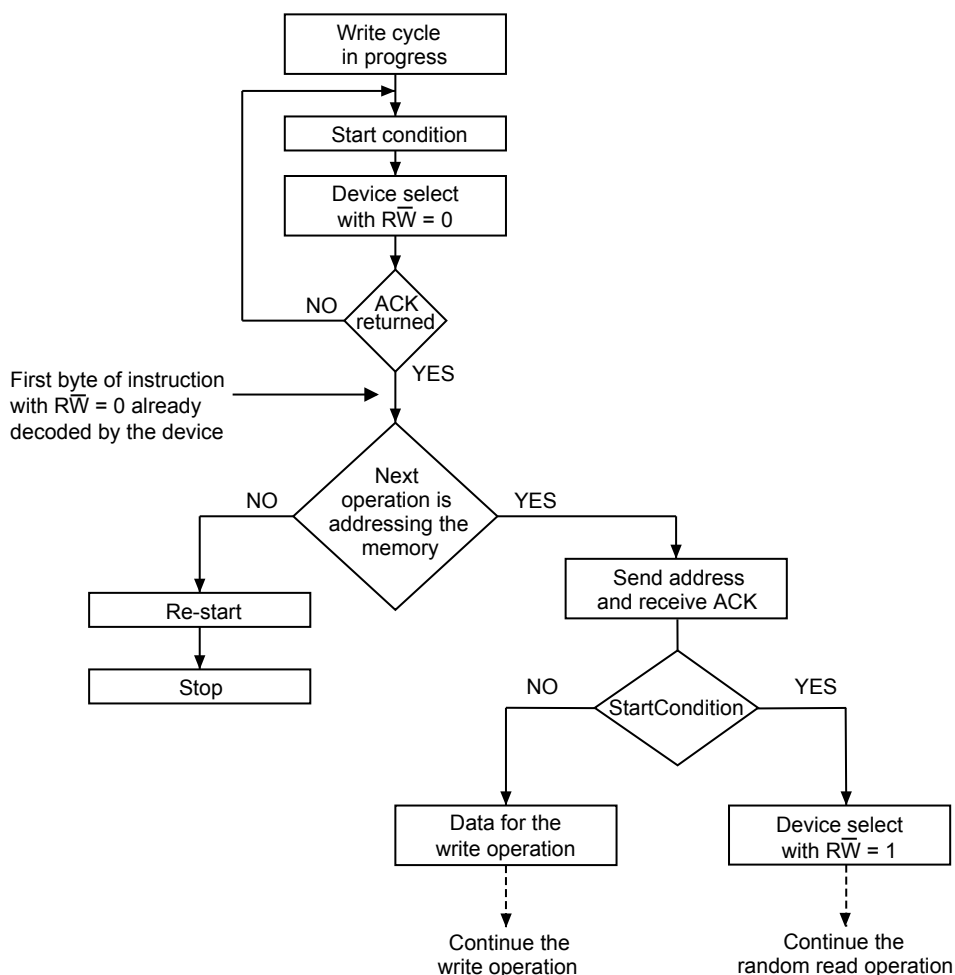 Write cycle
in progress
Start condition
Device select
with RW̅ = 0
NO
ACK
returned
YES
First byte of instruction
with RW̅ = 0 already
decoded by the device
Next
operation is
addressing the
memory
NO
YES
Send address
and receive ACK
Re-start
Stop
NO
StartCondition
YES
Data for the
write operation
Device select
with RW̅ = 1
Continue the
write operation
Continue the
random read operation